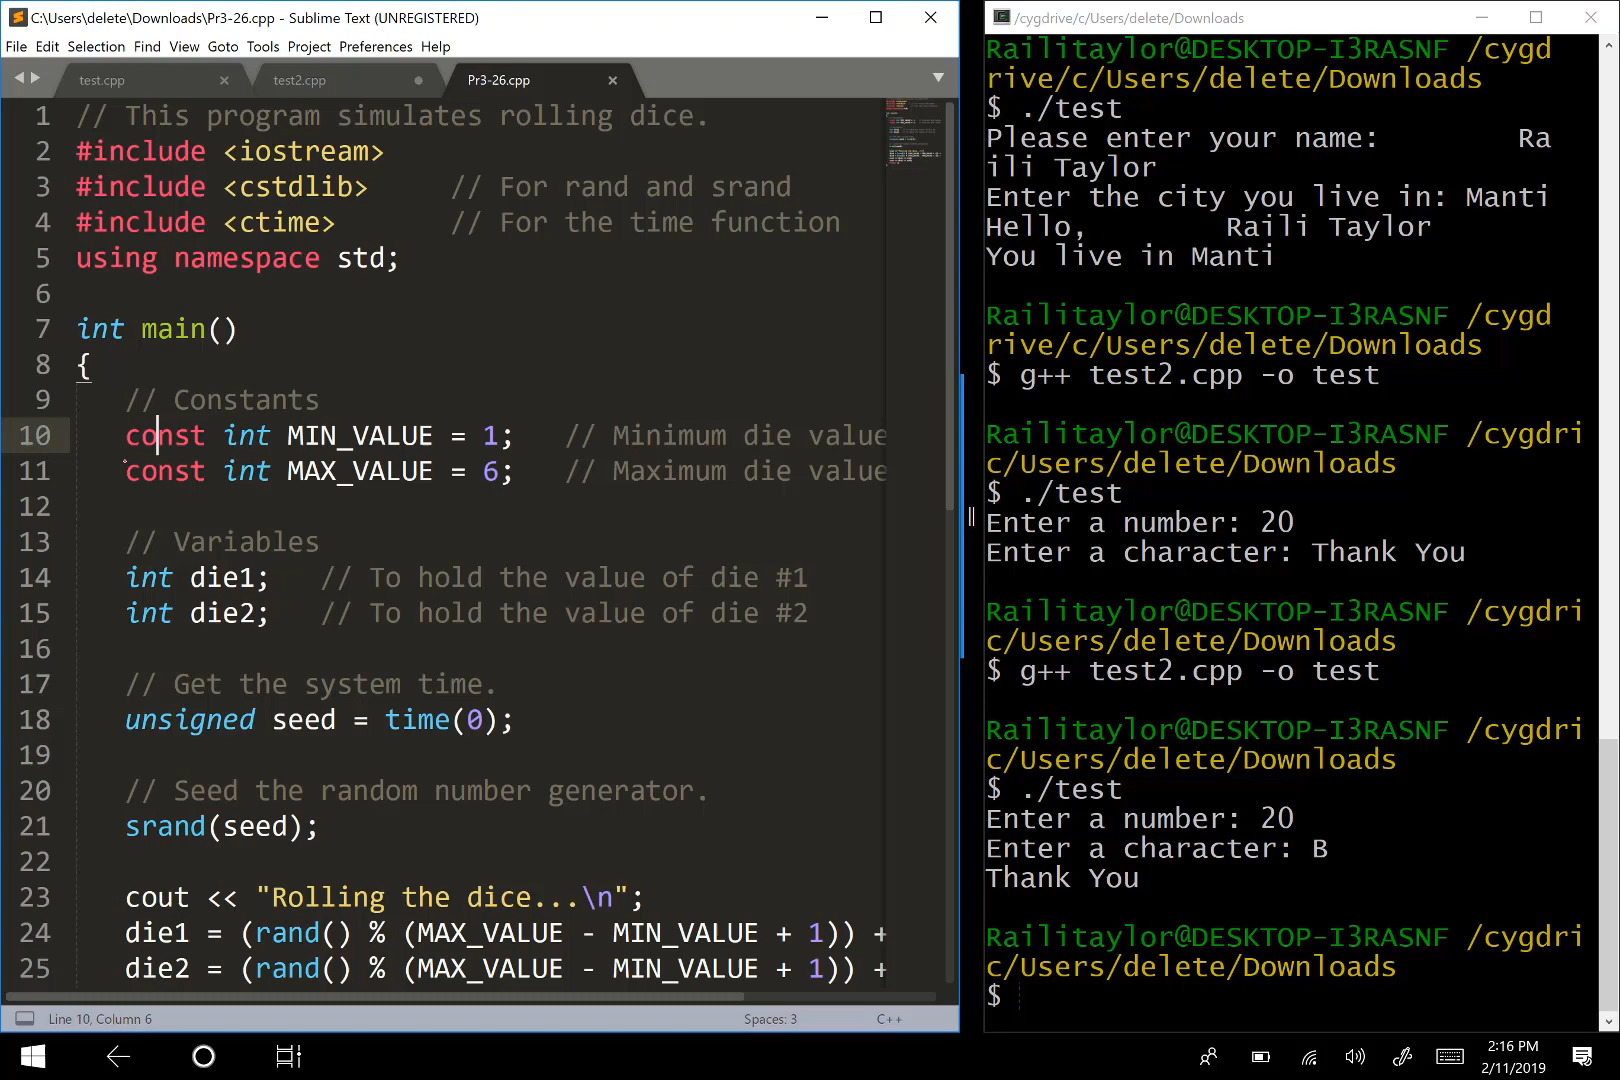 C:\Users\delete\Downloads\Pr3-26.cpp - Sublime Text (UNREGISTERED)
File Edit Selection Find View Goto Tools Project Preferences Help
test.cpp
test2.cpp
Pr3-26.cpp
1 // This program simulates rolling dice.
2 #include <iostream>
3 #include <cstdlib> // For rand and srand
4 #include <ctime> // For the time function
5 using namespace std;
6
7 int main()
8 {
9 // Constants
10 const int MIN_VALUE = 1; // Minimum die value
11 const int MAX_VALUE = 6; // Maximum die value
12
13 // Variables
14 int die1; // To hold the value of die #1
15 int die2; // To hold the value of die #2
16
17 // Get the system time.
18 unsigned seed = time(0);
19
20 // Seed the random number generator.
21 srand(seed);
22
23 cout << "Rolling the dice...\n";
24 die1 = (rand() % (MAX_VALUE - MIN_VALUE + 1)) +
25 die2 = (rand() % (MAX_VALUE - MIN_VALUE + 1)) +
Line 10, Column 6
Spaces: 3
C++
/cygdrive/c/Users/delete/Downloads
Railitaylor@DESKTOP-I3RASNF /cygd
rive/c/Users/delete/Downloads
$ ./test
Please enter your name: Ra
ili Taylor
Enter the city you live in: Manti
Hello, Raili Taylor
You live in Manti
Railitaylor@DESKTOP-I3RASNF /cygd
rive/c/Users/delete/Downloads
$ g++ test2.cpp -o test
Railitaylor@DESKTOP-I3RASNF /cygdri
c/Users/delete/Downloads
$ ./test
Enter a number: 20
Enter a character: Thank You
Railitaylor@DESKTOP-I3RASNF /cygdri
c/Users/delete/Downloads
$ g++ test2.cpp -o test
Railitaylor@DESKTOP-I3RASNF /cygdri
c/Users/delete/Downloads
$ ./test
Enter a number: 20
Enter a character: B
Thank You
Railitaylor@DESKTOP-I3RASNF /cygdri
c/Users/delete/Downloads
$
2:16 PM
2/11/2019